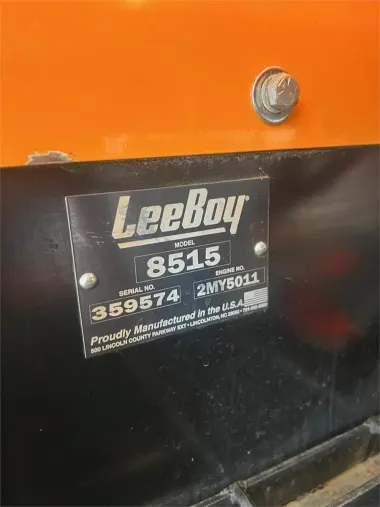 LeeBoy
MODEL
8515
SERIAL NO. ENGINE NO.
359574 2MY5011
Proudly Manufactured in the U.S.A.
500 LINCOLN COUNTY PARKWAY EXT • LINCOLNTON, NC 28092 •